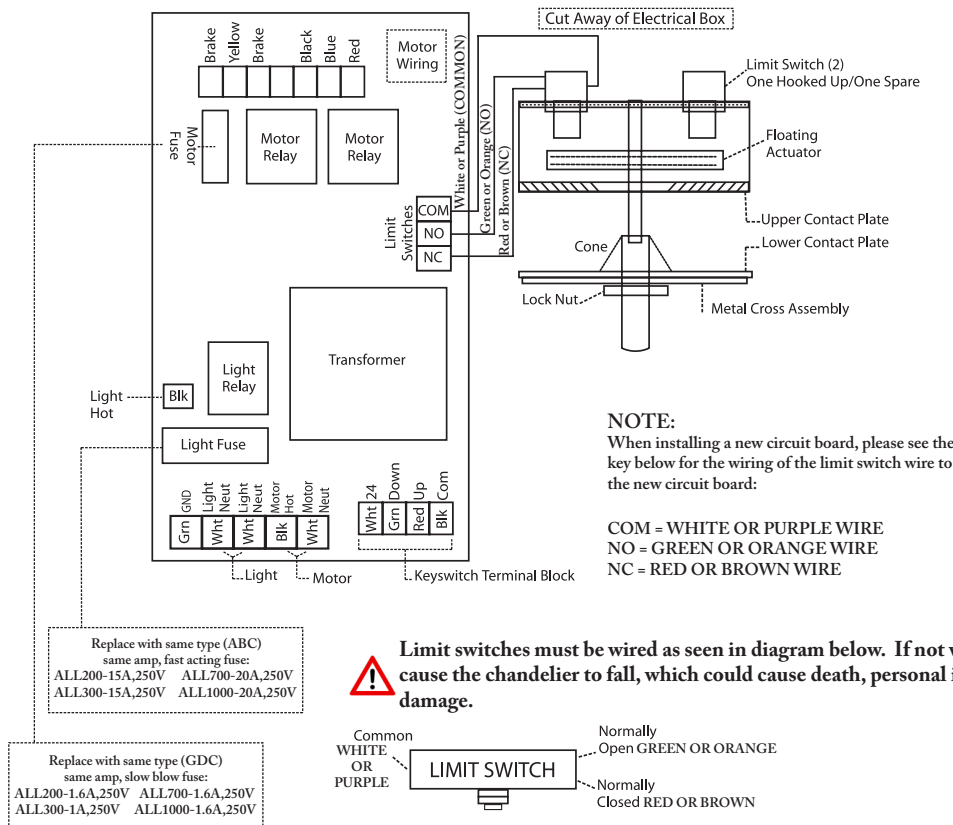 Cut Away of Electrical Box
Brake
Yellow
Brake
Black
Blue
Red
Motor
Wiring
Motor
Fuse
Motor
Relay
Motor
Relay
White or Purple (COMMON)
Green or Orange (NO)
Red or Brown (NC)
Limit
Switches
COM
NO
NC
Limit Switch (2)
One Hooked Up/One Spare
Floating
Actuator
Upper Contact Plate
Lower Contact Plate
Cone
Lock Nut
Metal Cross Assembly
Transformer
Light
Relay
Light
Hot
Blk
Light Fuse
GND
Light
Neut
Light
Neut
Motor
Hot
Motor
Neut
Grn
Wht
Wht
Blk
Wht
Light
Motor
24
Down
Up
Com
Wht
Grn
Red
Blk
Keyswitch Terminal Block
NOTE:
When installing a new circuit board, please see the
key below for the wiring of the limit switch wire to
the new circuit board:
COM = WHITE OR PURPLE WIRE
NO = GREEN OR ORANGE WIRE
NC = RED OR BROWN WIRE
Replace with same type (ABC)
same amp, fast acting fuse:
ALL200-15A,250V ALL700-20A,250V
ALL300-15A,250V ALL1000-20A,250V
Replace with same type (GDC)
same amp, slow blow fuse:
ALL200-1.6A,250V ALL700-1.6A,250V
ALL300-1A,250V ALL1000-1.6A,250V
Limit switches must be wired as seen in diagram below. If not
cause the chandelier to fall, which could cause death, personal
damage.
Common
WHITE
OR
PURPLE
LIMIT SWITCH
Normally
Open GREEN OR ORANGE
Normally
Closed RED OR BROWN